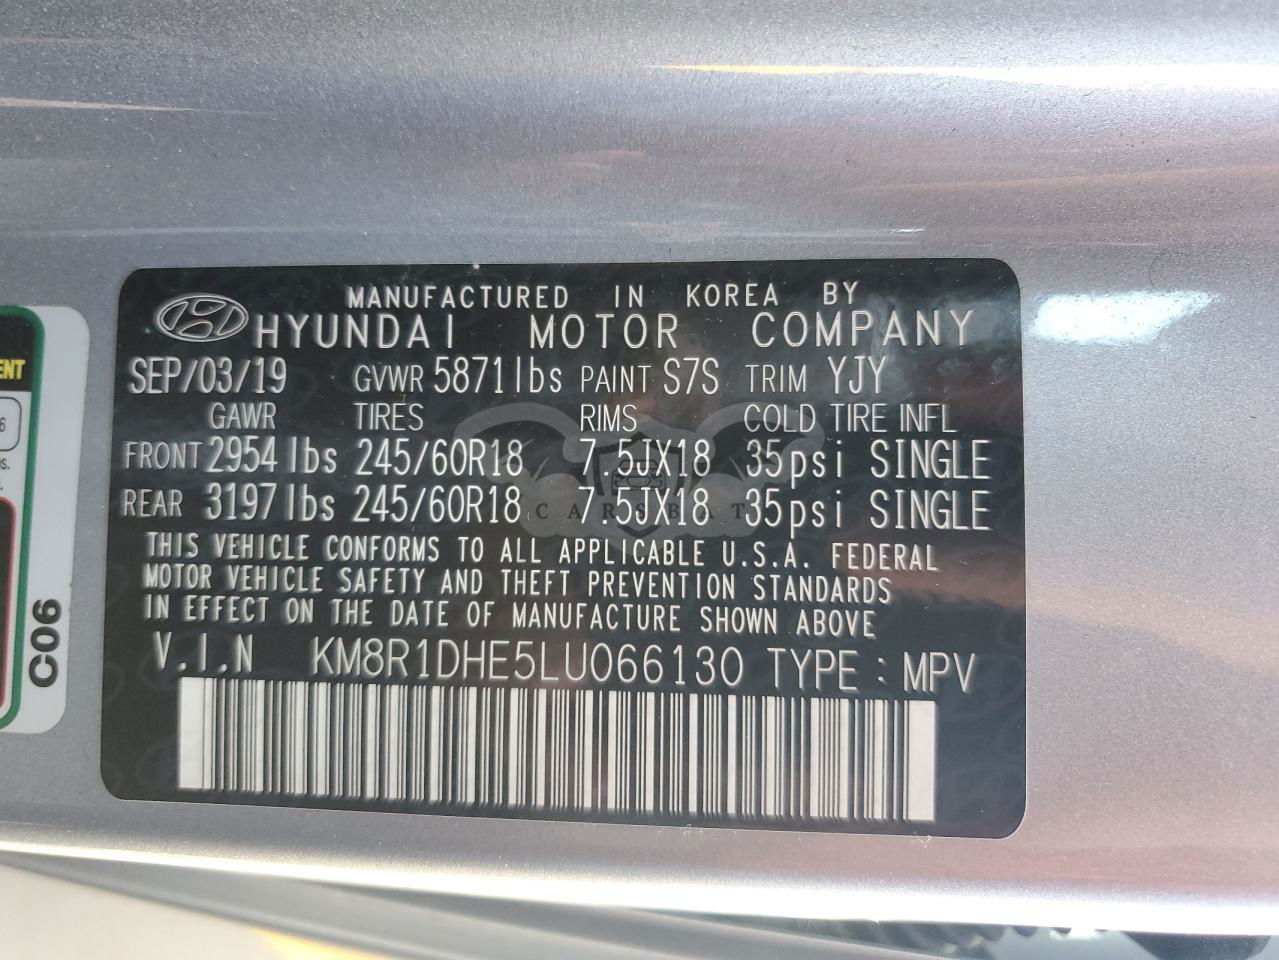 MANUFACTURED IN KOREA BY
HYUNDAI MOTOR COMPANY
SEP/03/19 GVWR 5871lbs PAINT S7S TRIM YJY
GAWR TIRES RIMS COLD TIRE INFL
FRONT 2954 lbs 245/60R18 7.5JX18 35psi SINGLE
REAR 3197 lbs 245/60R18 7.5JX18 35psi SINGLE
CARSBAT
THIS VEHICLE CONFORMS TO ALL APPLICABLE U.S.A. FEDERAL
MOTOR VEHICLE SAFETY AND THEFT PREVENTION STANDARDS
IN EFFECT ON THE DATE OF MANUFACTURE SHOWN ABOVE
V.I.N KM8R1DHE5LU066130 TYPE : MPV
C06